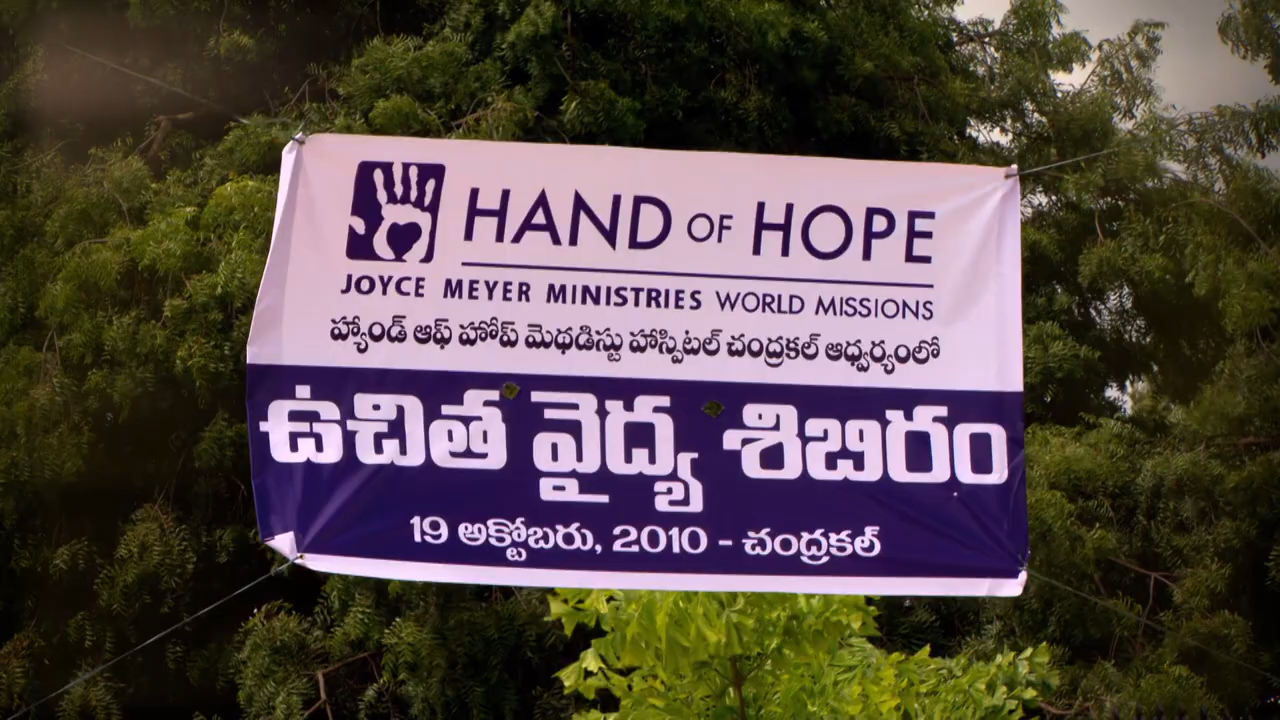 HAND OF HOPE
JOYCE MEYER MINISTRIES WORLD MISSIONS
హ్యాండ్ ఆఫ్ హోప్ మెథడిస్టు హాస్పిటల్ చంద్రకల్ ఆధ్వర్యంలో
ఉచిత వైద్య శిబిరం
19 అక్టోబరు, 2010 - చంద్రకల్